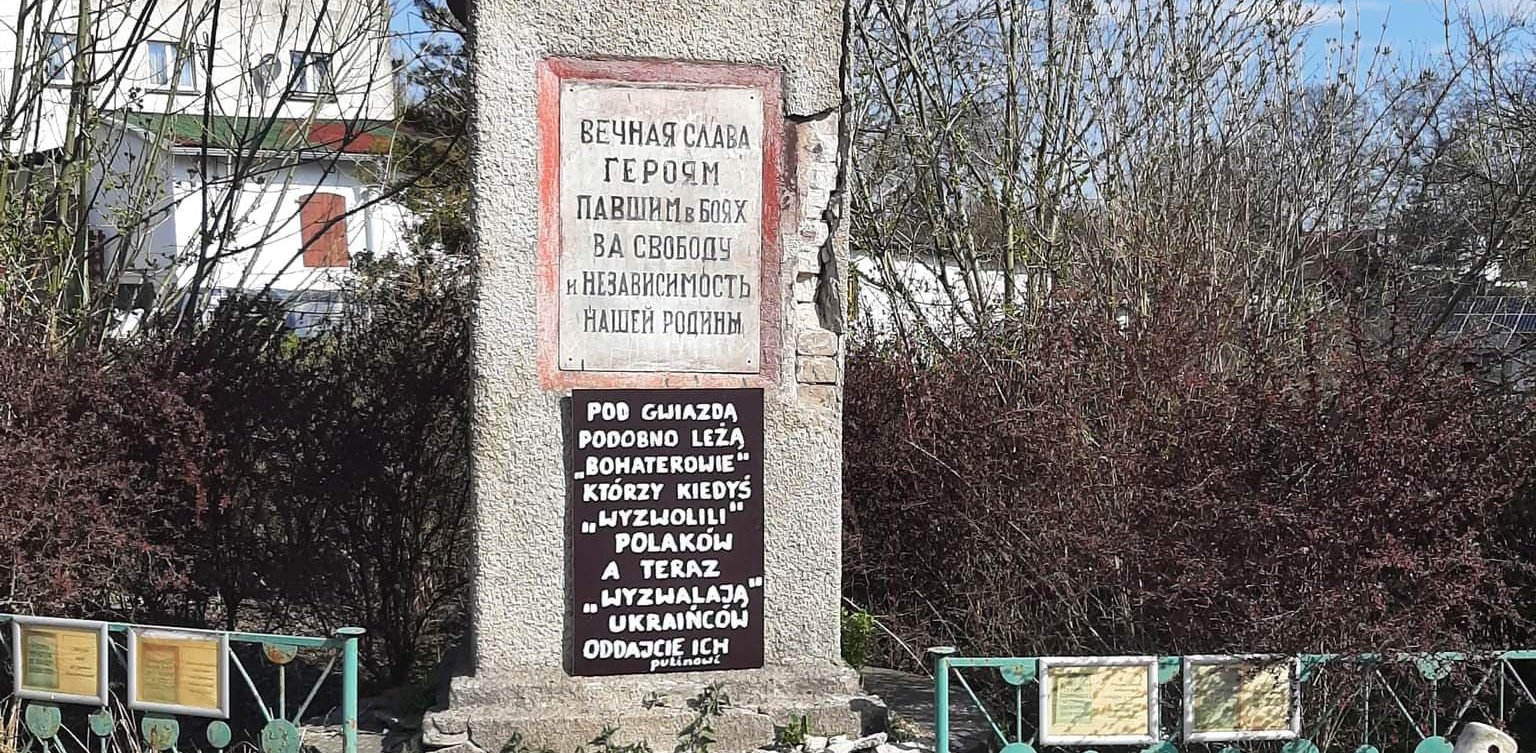 ВЕЧНАЯ СЛАВА
ГЕРОЯМ
ПАВШИМ в БОЯХ
ВА СВОБОДУ
и НЕЗАВИСИМОСТЬ
НАШЕЙ РОДИНЫ
POD GWIAZDĄ
PODOBNO LEŻĄ
„BOHATEROWIE"
KTÓRZY KIEDYŚ
„WYZWOLILI"
POLAKÓW
A TERAZ
„WYZWALAJĄ"
UKRAIŃCÓW
ODDAJCIE ICH
putinowi